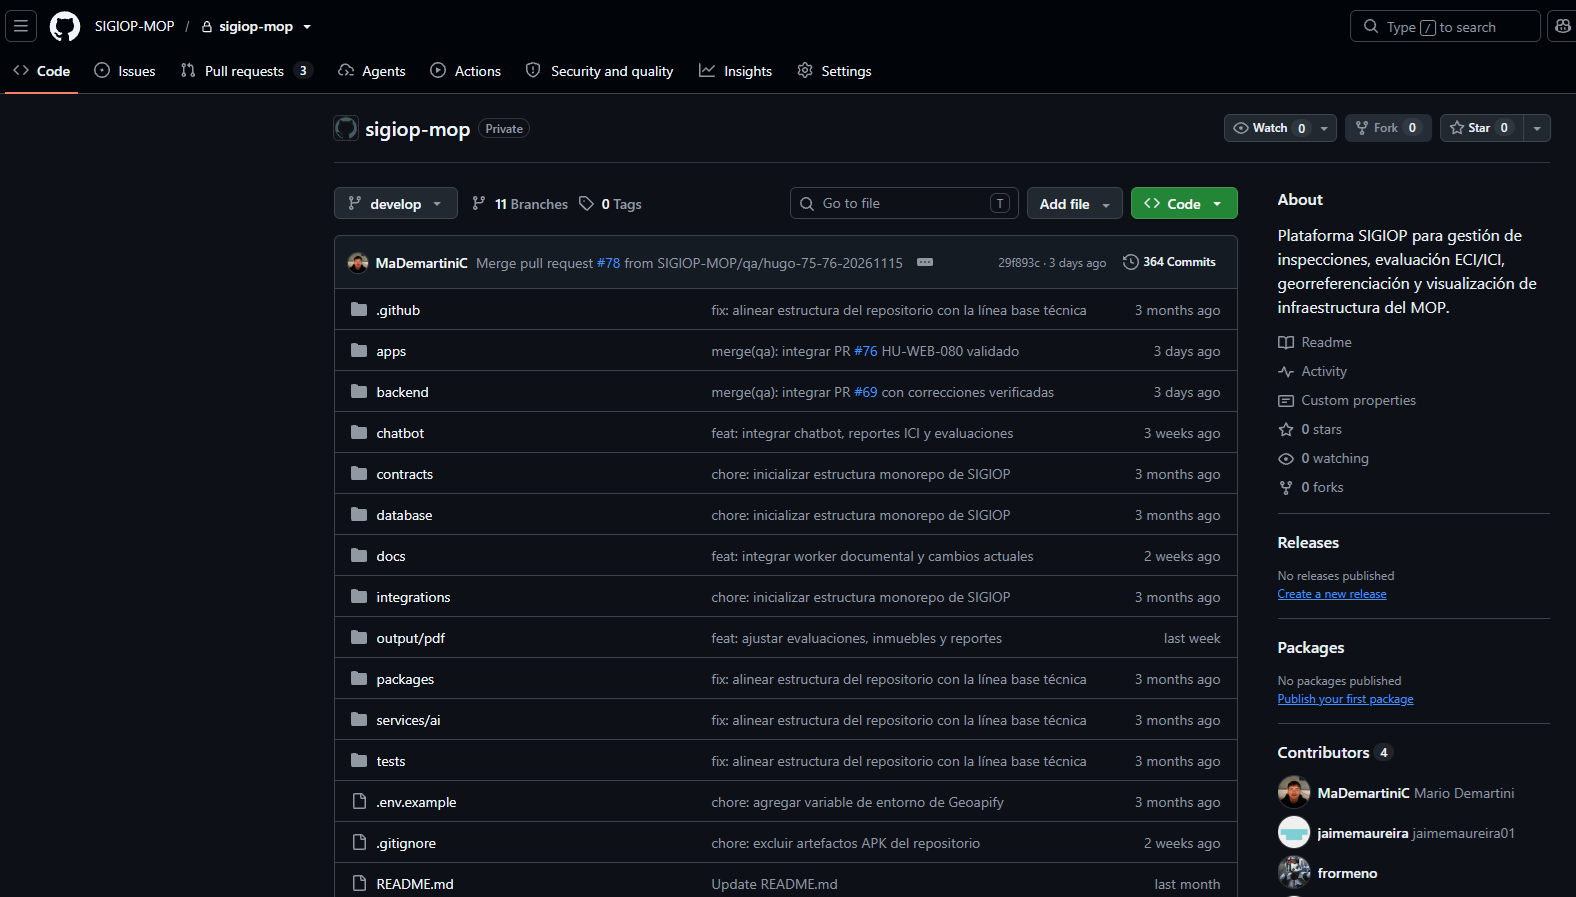 SIGIOP-MOP / sigiop-mop
Type / to search
Code Issues Pull requests 3 Agents Actions Security and quality Insights Settings
sigiop-mop Private
Watch 0 Fork 0 Star 0
develop 11 Branches 0 Tags
Go to file T Add file Code
MaDemartiniC Merge pull request #78 from SIGIOP-MOP/qa/hugo-75-76-20261115 29f893c · 3 days ago 364 Commits
.github fix: alinear estructura del repositorio con la línea base técnica 3 months ago
apps merge(qa): integrar PR #76 HU-WEB-080 validado 3 days ago
backend merge(qa): integrar PR #69 con correcciones verificadas 3 days ago
chatbot feat: integrar chatbot, reportes ICI y evaluaciones 3 weeks ago
contracts chore: inicializar estructura monorepo de SIGIOP 3 months ago
database chore: inicializar estructura monorepo de SIGIOP 3 months ago
docs feat: integrar worker documental y cambios actuales 2 weeks ago
integrations chore: inicializar estructura monorepo de SIGIOP 3 months ago
output/pdf feat: ajustar evaluaciones, inmuebles y reportes last week
packages fix: alinear estructura del repositorio con la línea base técnica 3 months ago
services/ai fix: alinear estructura del repositorio con la línea base técnica 3 months ago
tests fix: alinear estructura del repositorio con la línea base técnica 3 months ago
.env.example chore: agregar variable de entorno de Geoapify 3 months ago
.gitignore chore: excluir artefactos APK del repositorio 2 weeks ago
README.md Update README.md last month
About
Plataforma SIGIOP para gestión de
inspecciones, evaluación ECI/ICI,
georreferenciación y visualización de
infraestructura del MOP.
Readme
Activity
Custom properties
0 stars
0 watching
0 forks
Releases
No releases published
Create a new release
Packages
No packages published
Publish your first package
Contributors 4
MaDemartiniC Mario Demartini
jaimemaureira jaimemaureira01
frormeno